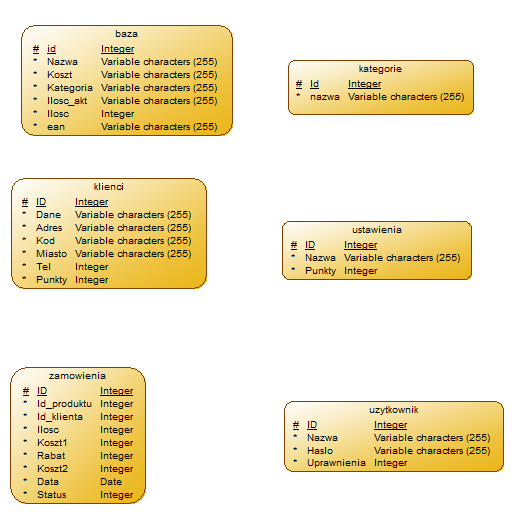 baza
# id Integer
* Nazwa Variable characters (255)
* Koszt Variable characters (255)
* Kategoria Variable characters (255)
* Ilosc_akt Variable characters (255)
* Ilosc Integer
* ean Variable characters (255)
kategorie
# Id Integer
* nazwa Variable characters (255)
klienci
# ID Integer
* Dane Variable characters (255)
* Adres Variable characters (255)
* Kod Variable characters (255)
* Miasto Variable characters (255)
* Tel Integer
* Punkty Integer
ustawienia
# ID Integer
* Nazwa Variable characters (255)
* Punkty Integer
zamowienia
# ID Integer
* Id_produktu Integer
* Id_klienta Integer
* Ilosc Integer
* Koszt1 Integer
* Rabat Integer
* Koszt2 Integer
* Data Date
* Status Integer
uzytkownik
# ID Integer
* Nazwa Variable characters (255)
* Haslo Variable characters (255)
* Uprawnienia Integer